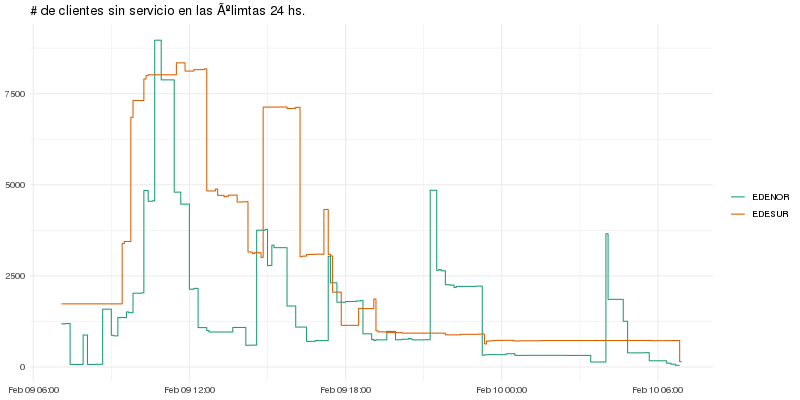 # de clientes sin servicio en las Ãºlimtas 24 hs.
7500
5000
2500
0
Feb 09 06:00
Feb 09 12:00
Feb 09 18:00
Feb 10 00:00
Feb 10 06:00
EDENOR
EDESUR